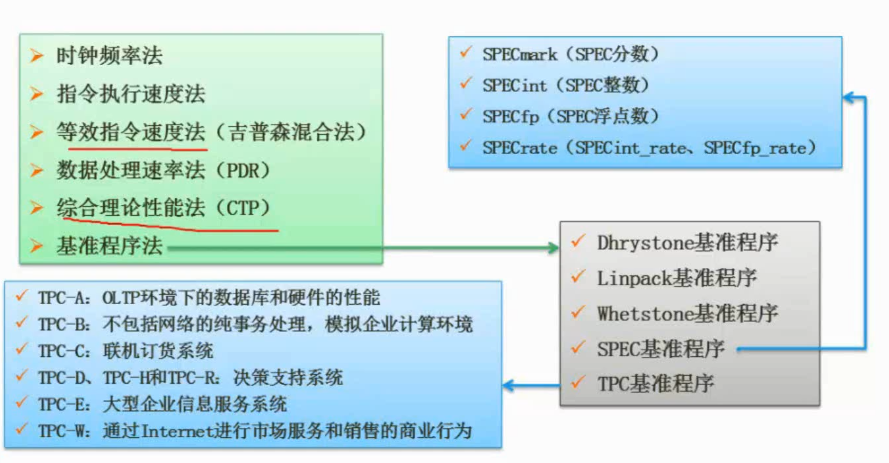 时钟频率法
指令执行速度法
等效指令速度法（吉普森混合法）
数据处理速率法（PDR）
综合理论性能法（CTP）
基准程序法
SPECmark（SPEC分数）
SPECint（SPEC整数）
SPECfp（SPEC浮点数）
SPECrate（SPECint_rate、SPECfp_rate）
Dhrystone基准程序
Linpack基准程序
Whetstone基准程序
SPEC基准程序
TPC基准程序
TPC-A：OLTP环境下的数据库和硬件的性能
TPC-B：不包括网络的纯事务处理，模拟企业计算环境
TPC-C：联机订货系统
TPC-D、TPC-H和TPC-R：决策支持系统
TPC-E：大型企业信息服务系统
TPC-W：通过Internet进行市场服务和销售的商业行为